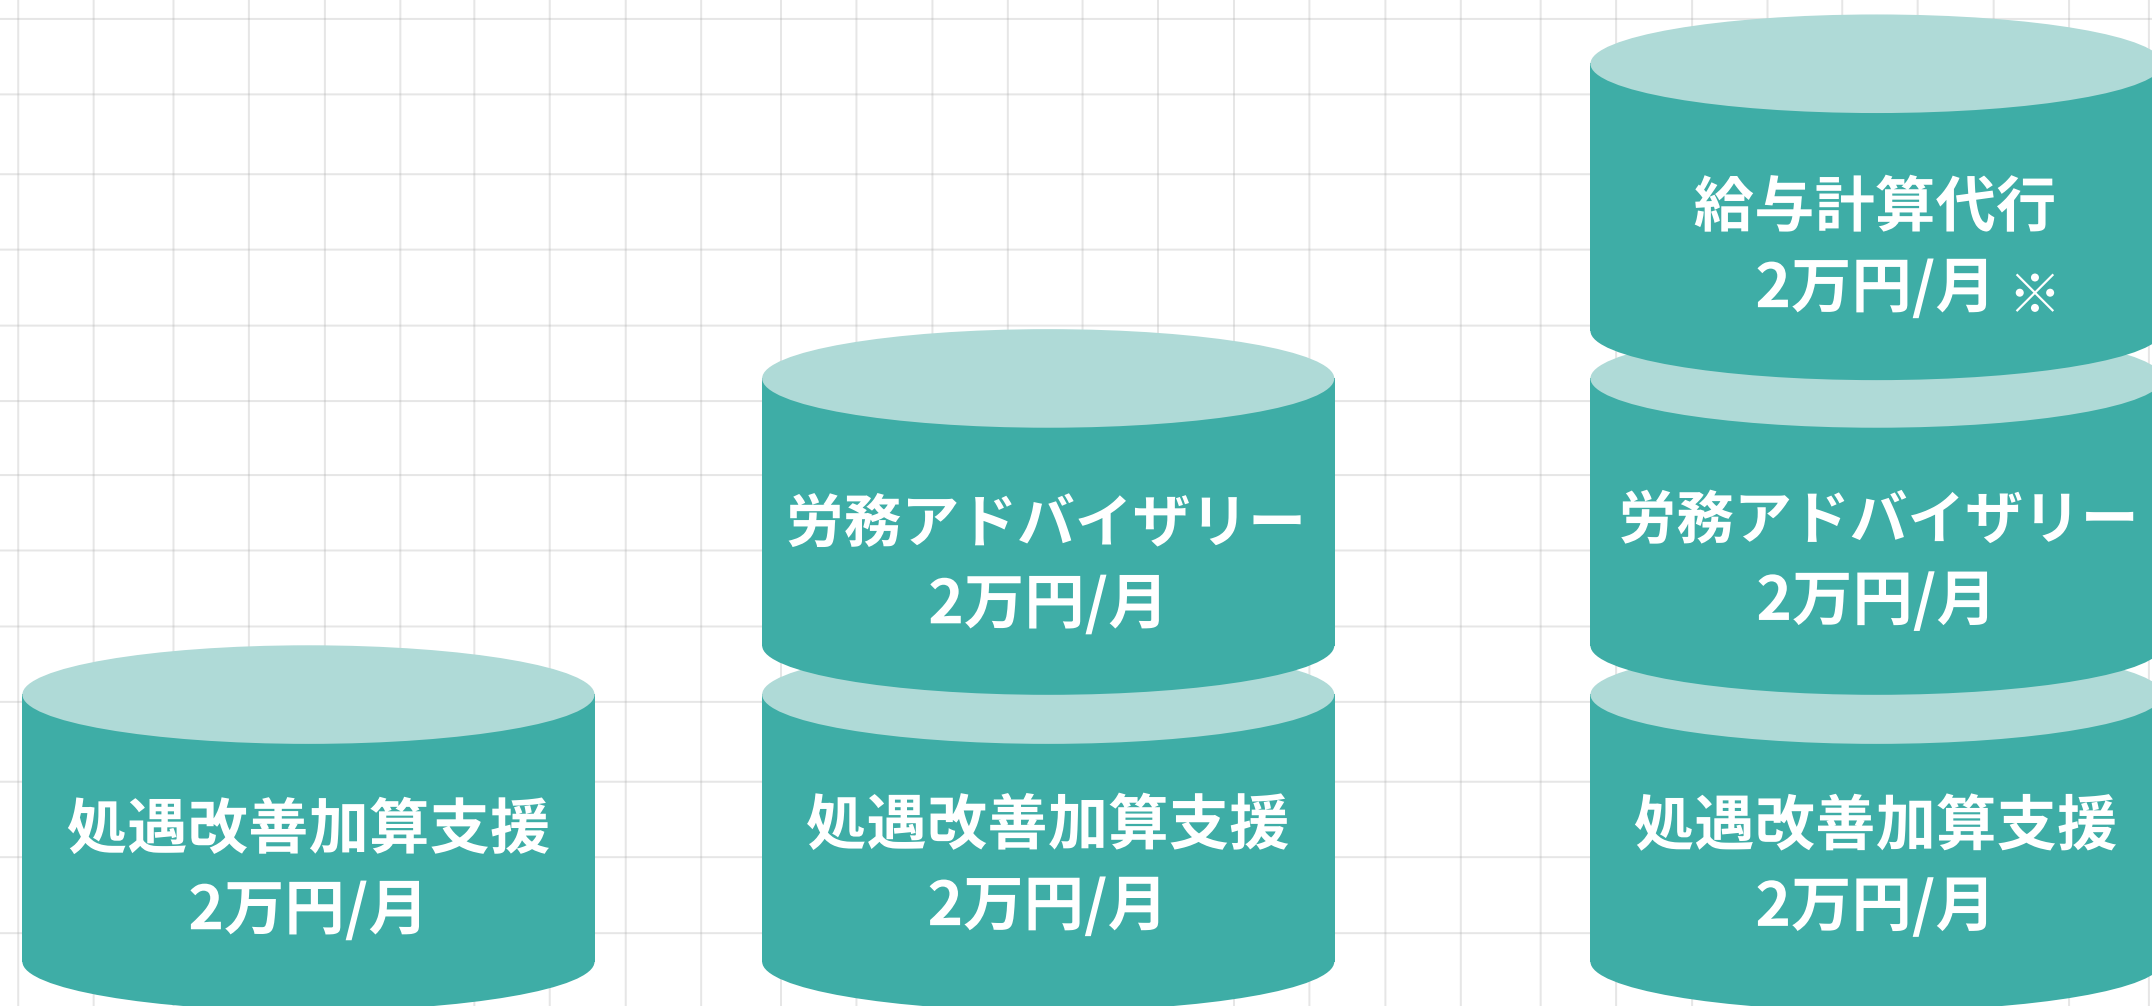 処遇改善加算支援
2万円/月
労務アドバイザリー
2万円/月
処遇改善加算支援
2万円/月
給与計算代行
2万円/月 ※
労務アドバイザリー
2万円/月
処遇改善加算支援
2万円/月